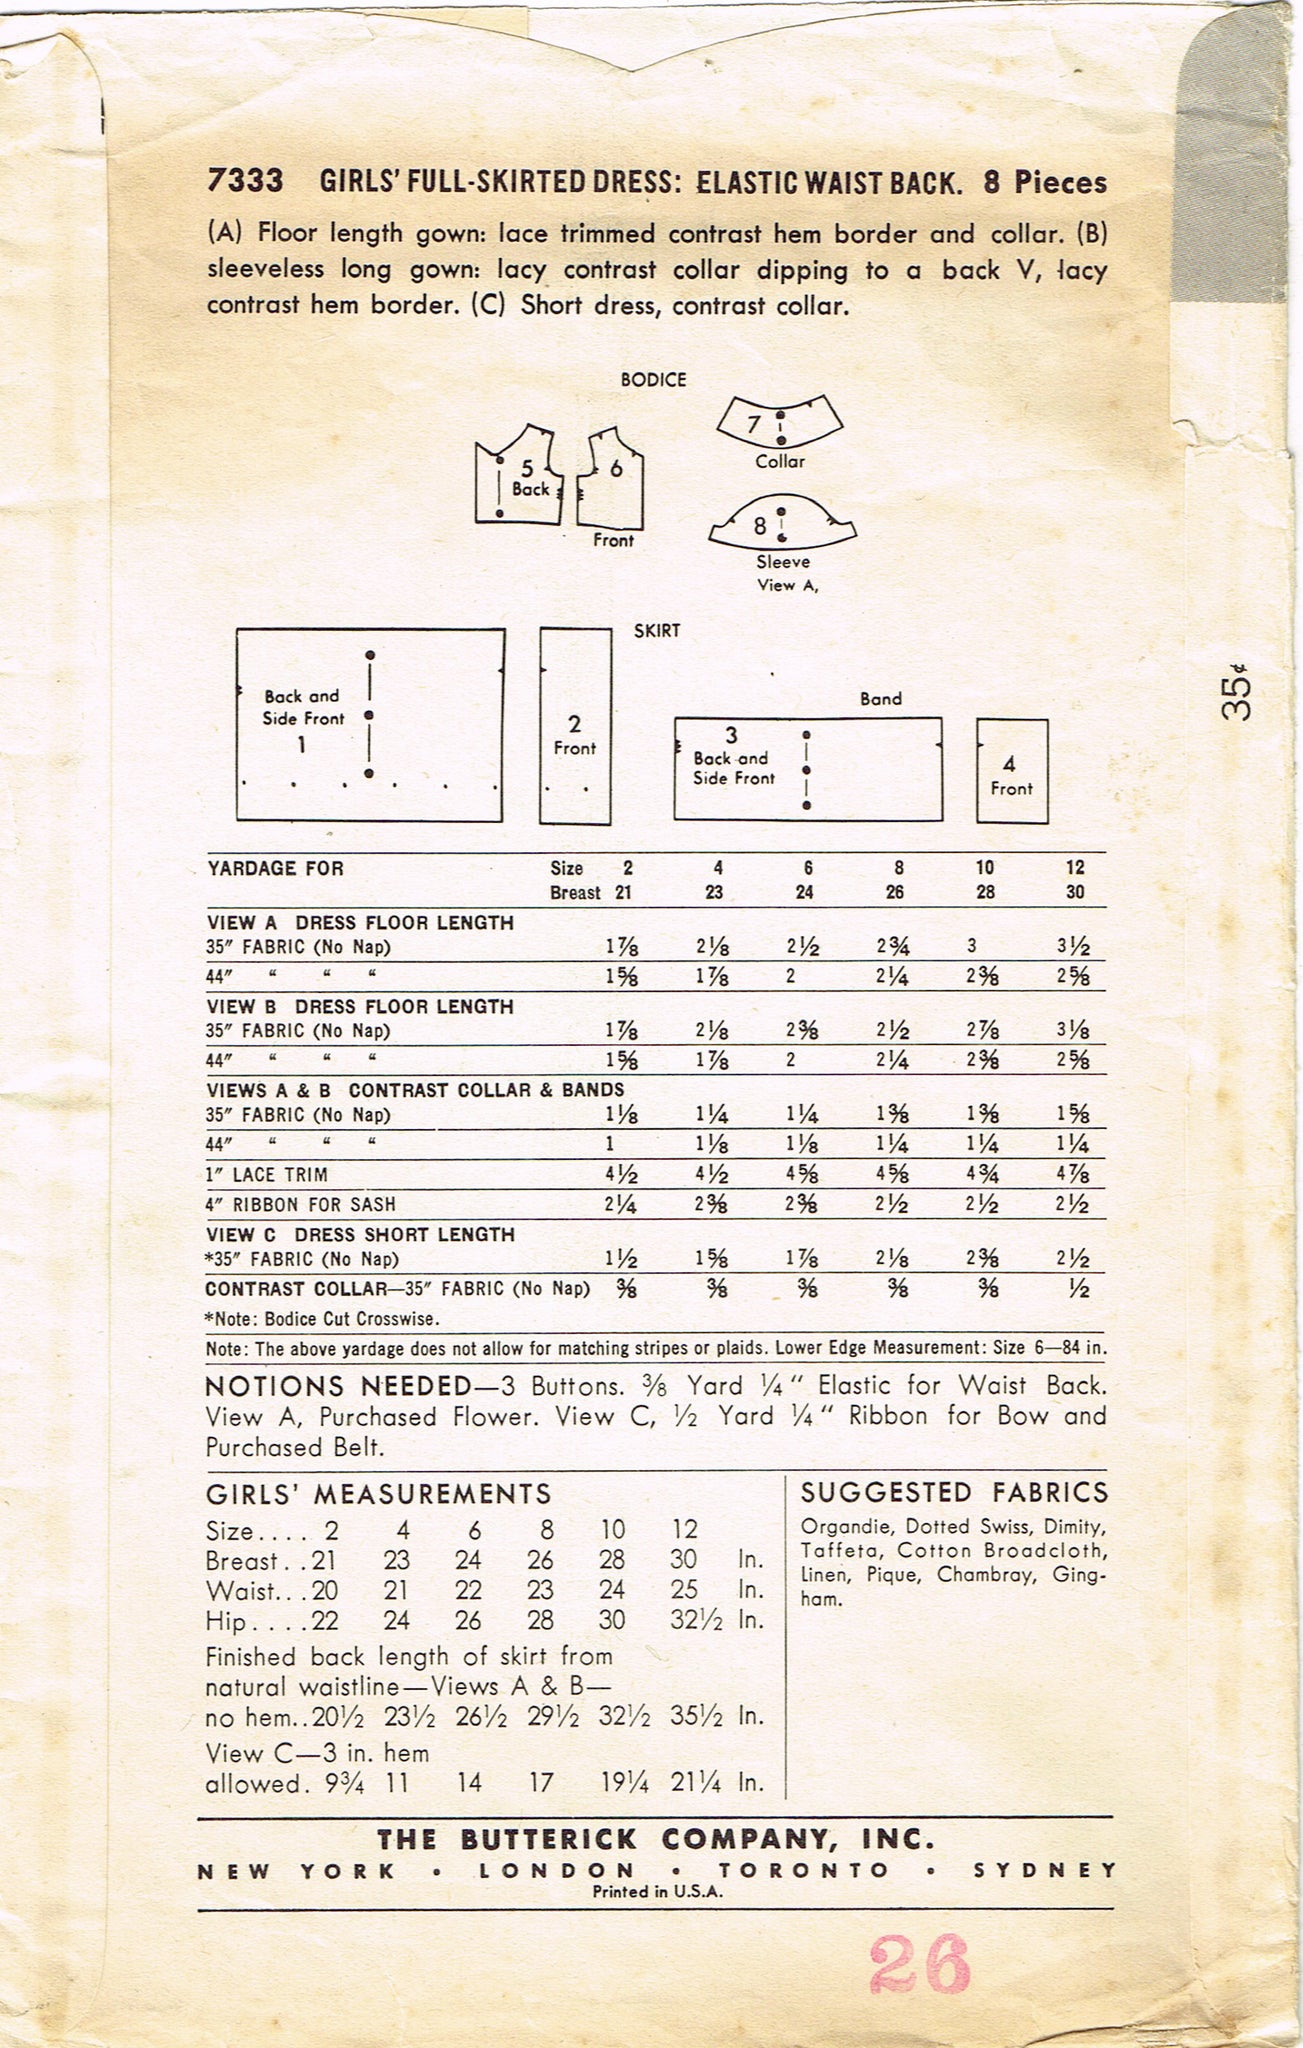 7333 GIRLS' FULL-SKIRTED DRESS: ELASTIC WAIST BACK. 8 Pieces
(A) Floor length gown: lace trimmed contrast hem border and collar. (B)
sleeveless long gown: lacy contrast collar dipping to a back V, lacy
contrast hem border. (C) Short dress, contrast collar.
BODICE
7
Collar
5
Back
6
Front
8
Sleeve
View A,
SKIRT
Back and
Side Front
1
2
Front
Band
3
Back and
Side Front
4
Front
35¢
YARDAGE FOR Size 2 4 6 8 10 12
Breast 21 23 24 26 28 30
VIEW A DRESS FLOOR LENGTH
35" FABRIC (No Nap) 1⅞ 2⅛ 2½ 2¾ 3 3½
44" " " " 1⅝ 1⅞ 2 2¼ 2⅜ 2⅝
VIEW B DRESS FLOOR LENGTH
35" FABRIC (No Nap) 1⅞ 2⅛ 2⅜ 2½ 2⅞ 3⅛
44" " " " 1⅝ 1⅞ 2 2¼ 2⅜ 2⅝
VIEWS A & B CONTRAST COLLAR & BANDS
35" FABRIC (No Nap) 1⅛ 1¼ 1¼ 1⅜ 1⅜ 1⅝
44" " " " 1 1⅛ 1⅛ 1¼ 1¼ 1¼
1" LACE TRIM 4½ 4½ 4⅝ 4⅝ 4¾ 4⅞
4" RIBBON FOR SASH 2¼ 2⅜ 2⅜ 2½ 2½ 2½
VIEW C DRESS SHORT LENGTH
*35" FABRIC (No Nap) 1½ 1⅝ 1⅞ 2⅛ 2⅜ 2½
CONTRAST COLLAR—35" FABRIC (No Nap) ⅜ ⅜ ⅜ ⅜ ⅜ ½
*Note: Bodice Cut Crosswise.
Note: The above yardage does not allow for matching stripes or plaids. Lower Edge Measurement: Size 6—84 in.
NOTIONS NEEDED—3 Buttons. ⅜ Yard ¼" Elastic for Waist Back.
View A, Purchased Flower. View C, ½ Yard ¼" Ribbon for Bow and
Purchased Belt.
GIRLS' MEASUREMENTS
Size.... 2 4 6 8 10 12
Breast..21 23 24 26 28 30 In.
Waist...20 21 22 23 24 25 In.
Hip....22 24 26 28 30 32½ In.
Finished back length of skirt from
natural waistline—Views A & B—
no hem..20½ 23½ 26½ 29½ 32½ 35½ In.
View C—3 in. hem
allowed. 9¾ 11 14 17 19¼ 21¼ In.
SUGGESTED FABRICS
Organdie, Dotted Swiss, Dimity,
Taffeta, Cotton Broadcloth,
Linen, Pique, Chambray, Ging-
ham.
THE BUTTERICK COMPANY, INC.
NEW YORK • LONDON • TORONTO • SYDNEY
Printed in U.S.A.
26